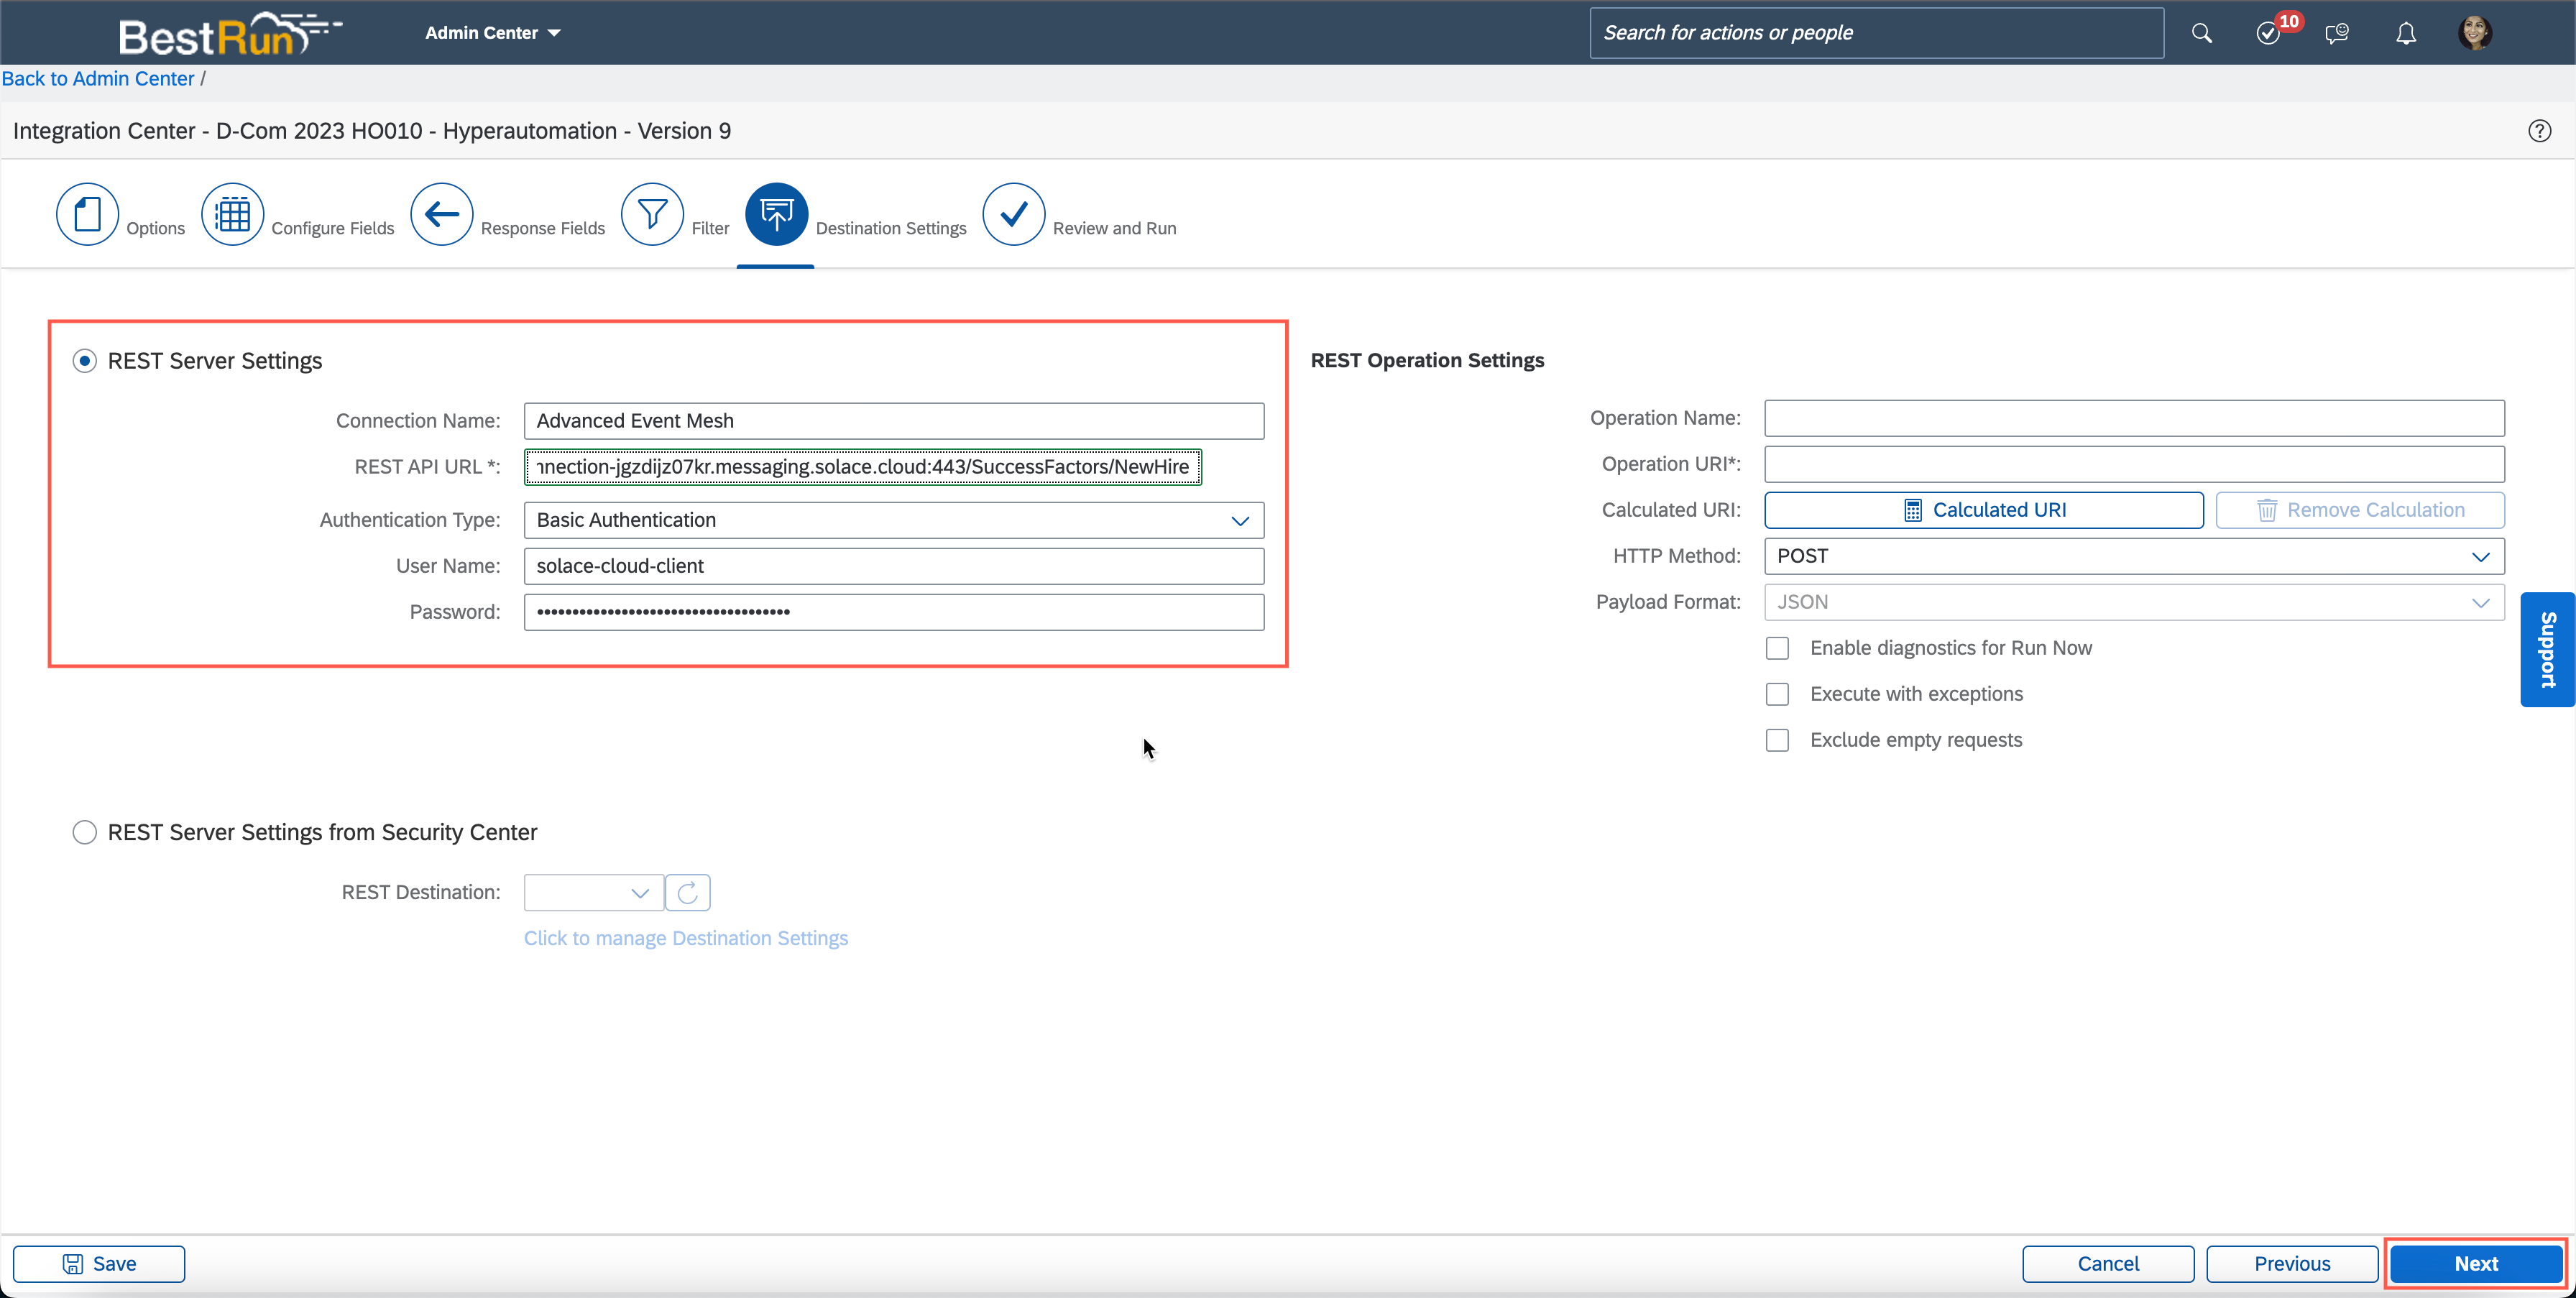 BestRun
Admin Center
Search for actions or people
10
Back to Admin Center /
Integration Center - D-Com 2023 HO010 - Hyperautomation - Version 9
Options
Configure Fields
Response Fields
Filter
Destination Settings
Review and Run
REST Server Settings
Connection Name: Advanced Event Mesh
REST API URL *: nnection-jgzdijz07kr.messaging.solace.cloud:443/SuccessFactors/NewHire
Authentication Type: Basic Authentication
User Name: solace-cloud-client
Password: ••••••••••••••••••••••••••••••••••••
REST Operation Settings
Operation Name:
Operation URI*:
Calculated URI: Calculated URI Remove Calculation
HTTP Method: POST
Payload Format: JSON
Enable diagnostics for Run Now
Execute with exceptions
Exclude empty requests
Support
REST Server Settings from Security Center
REST Destination:
Click to manage Destination Settings
Save
Cancel
Previous
Next